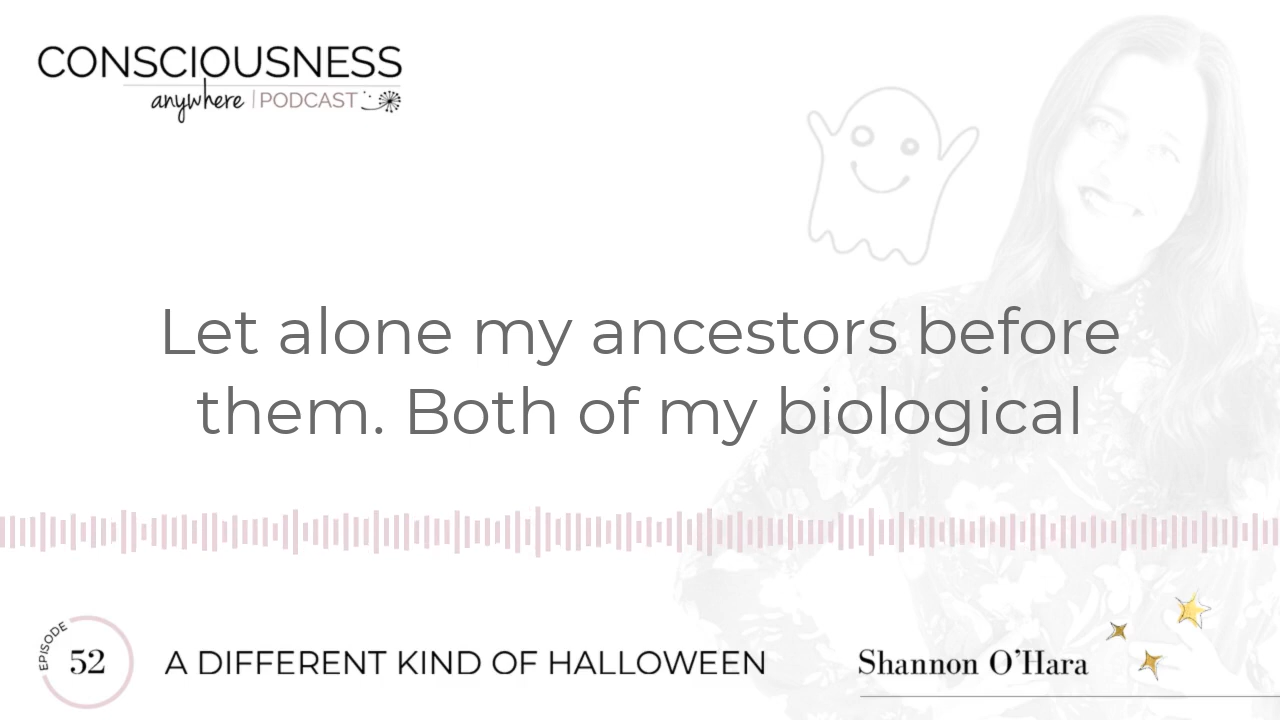 CONSCIOUSNESS
anywhere | PODCAST
Let alone my ancestors before
them. Both of my biological
EPISODE
52
A DIFFERENT KIND OF HALLOWEEN
Shannon O'Hara